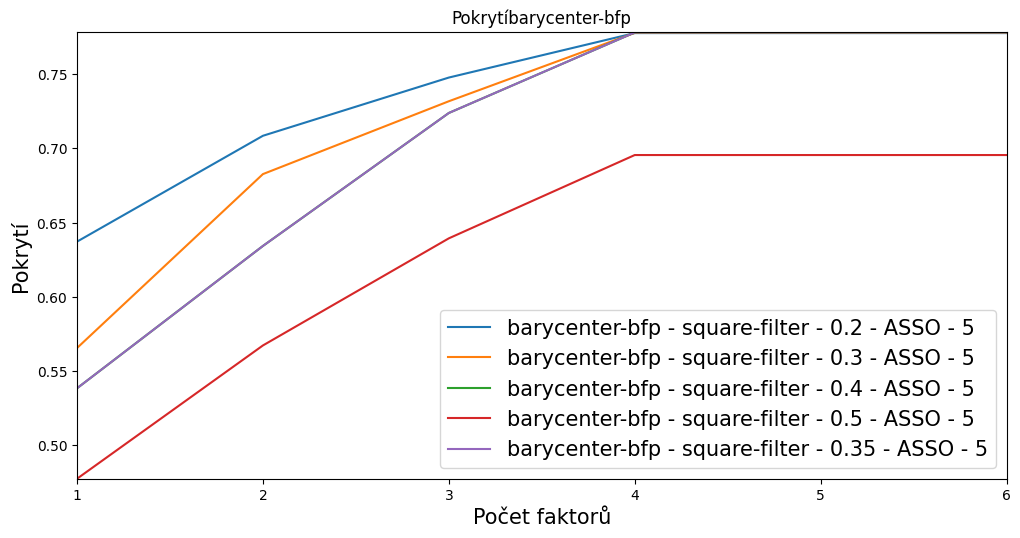 Pokrytíbarycenter-bfp
0.75
0.70
0.65
0.60
0.55
0.50
Pokrytí
barycenter-bfp - square-filter - 0.2 - ASSO - 5
barycenter-bfp - square-filter - 0.3 - ASSO - 5
barycenter-bfp - square-filter - 0.4 - ASSO - 5
barycenter-bfp - square-filter - 0.5 - ASSO - 5
barycenter-bfp - square-filter - 0.35 - ASSO - 5
1 2 3 4 5 6
Počet faktorů